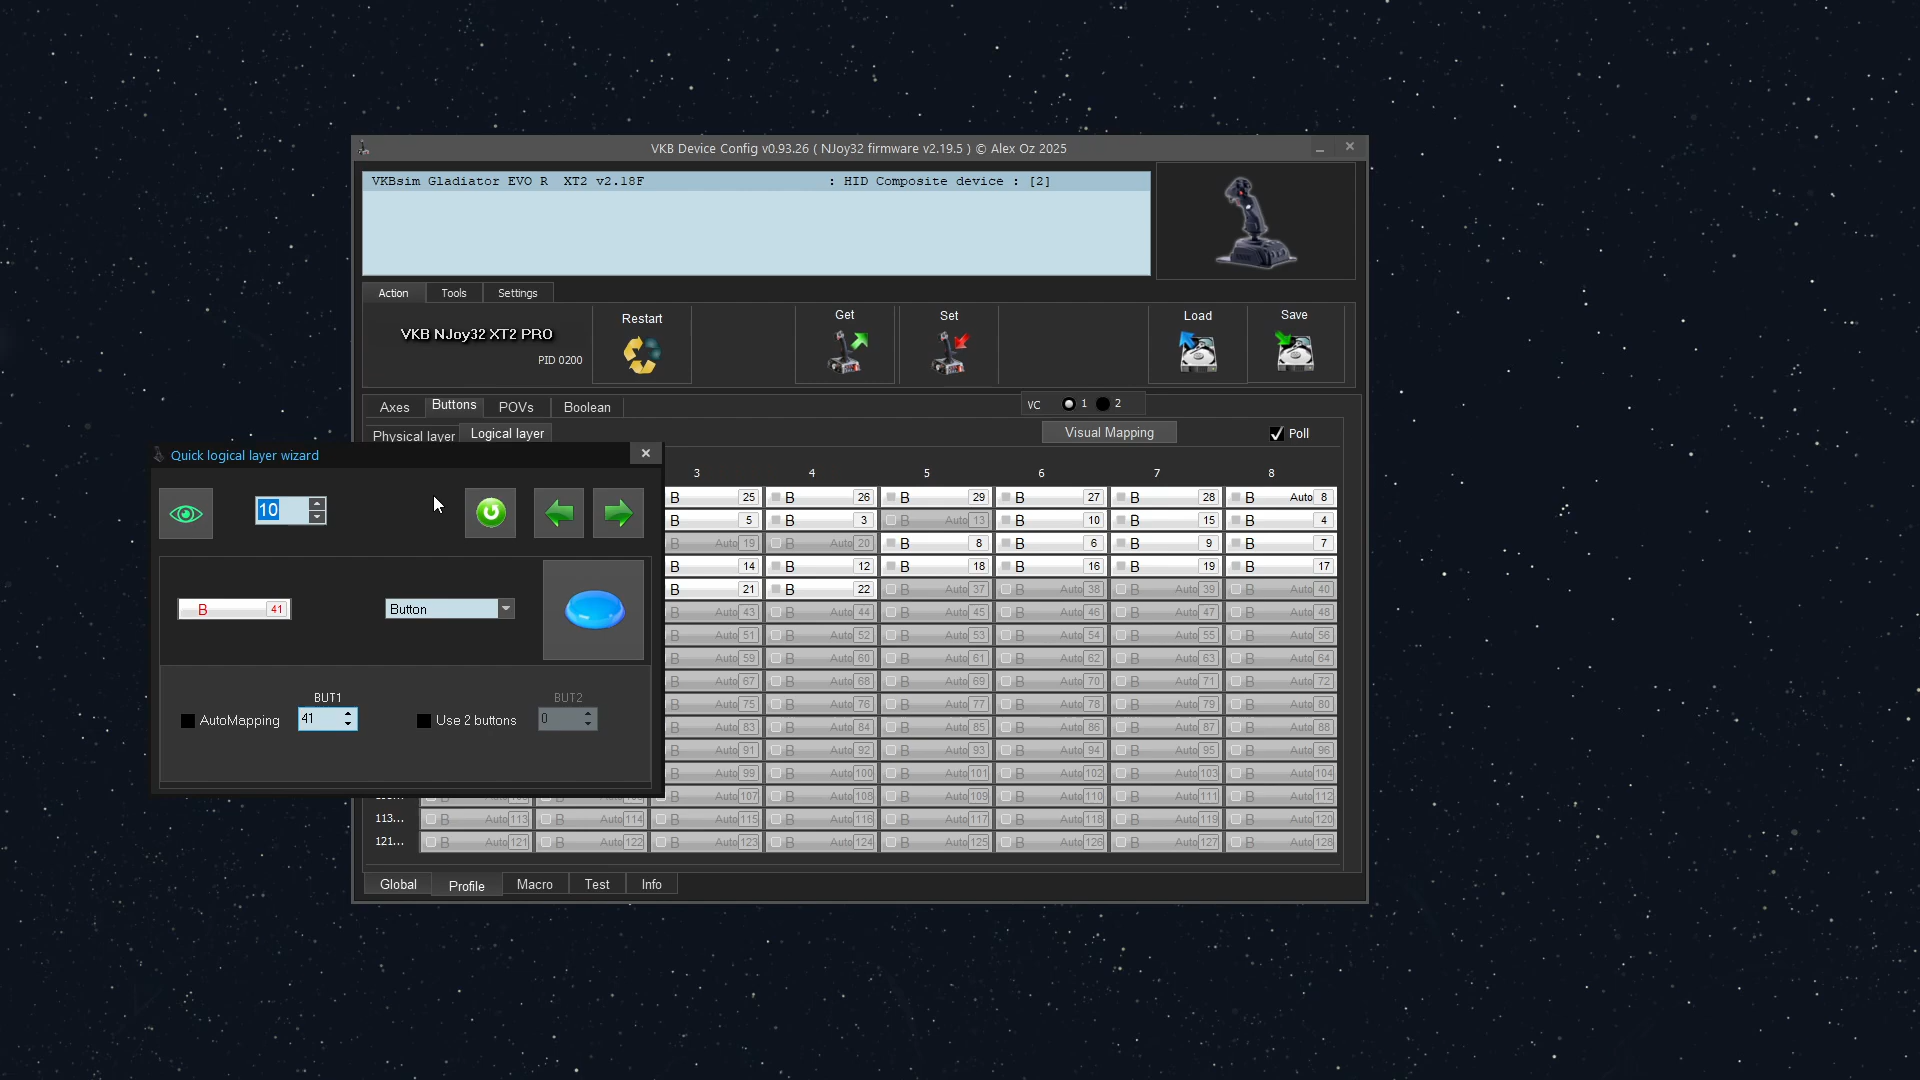 VKB Device Config v0.93.26 ( NJoy32 firmware v2.19.5 ) © Alex Oz 2025
VKBsim Gladiator EVO R XT2 v2.18F : HID Composite device : [2]
Action Tools Settings
VKB NJoy32 XT2 PRO
PID 0200
Restart
Get
Set
Load
Save
Axes Buttons POVs Boolean
VC 1 2
Physical layer Logical layer
Visual Mapping
Poll
Quick logical layer wizard
10
B 41
Button
BUT1
BUT2
AutoMapping 41
Use 2 buttons 0
3 4 5 6 7 8
B 25 B 26 B 29 B 27 B 28 B Auto 8
B 5 B 3 B Auto 13 B 10 B 15 B 4
B Auto 19 B Auto 20 B 8 B 6 B 9 B 7
B 14 B 12 B 18 B 16 B 19 B 17
B 21 B 22 B Auto 37 B Auto 38 B Auto 39 B Auto 40
B Auto 43 B Auto 44 B Auto 45 B Auto 46 B Auto 47 B Auto 48
B Auto 51 B Auto 52 B Auto 53 B Auto 54 B Auto 55 B Auto 56
B Auto 59 B Auto 60 B Auto 61 B Auto 62 B Auto 63 B Auto 64
B Auto 67 B Auto 68 B Auto 69 B Auto 70 B Auto 71 B Auto 72
B Auto 75 B Auto 76 B Auto 77 B Auto 78 B Auto 79 B Auto 80
B Auto 83 B Auto 84 B Auto 85 B Auto 86 B Auto 87 B Auto 88
B Auto 91 B Auto 92 B Auto 93 B Auto 94 B Auto 95 B Auto 96
B Auto 99 B Auto 100 B Auto 101 B Auto 102 B Auto 103 B Auto 104
B Auto 107 B Auto 108 B Auto 109 B Auto 110 B Auto 111 B Auto 112
113... B Auto 113 B Auto 114 B Auto 115 B Auto 116 B Auto 117 B Auto 118 B Auto 119 B Auto 120
121... B Auto 121 B Auto 122 B Auto 123 B Auto 124 B Auto 125 B Auto 126 B Auto 127 B Auto 128
Global Profile Macro Test Info